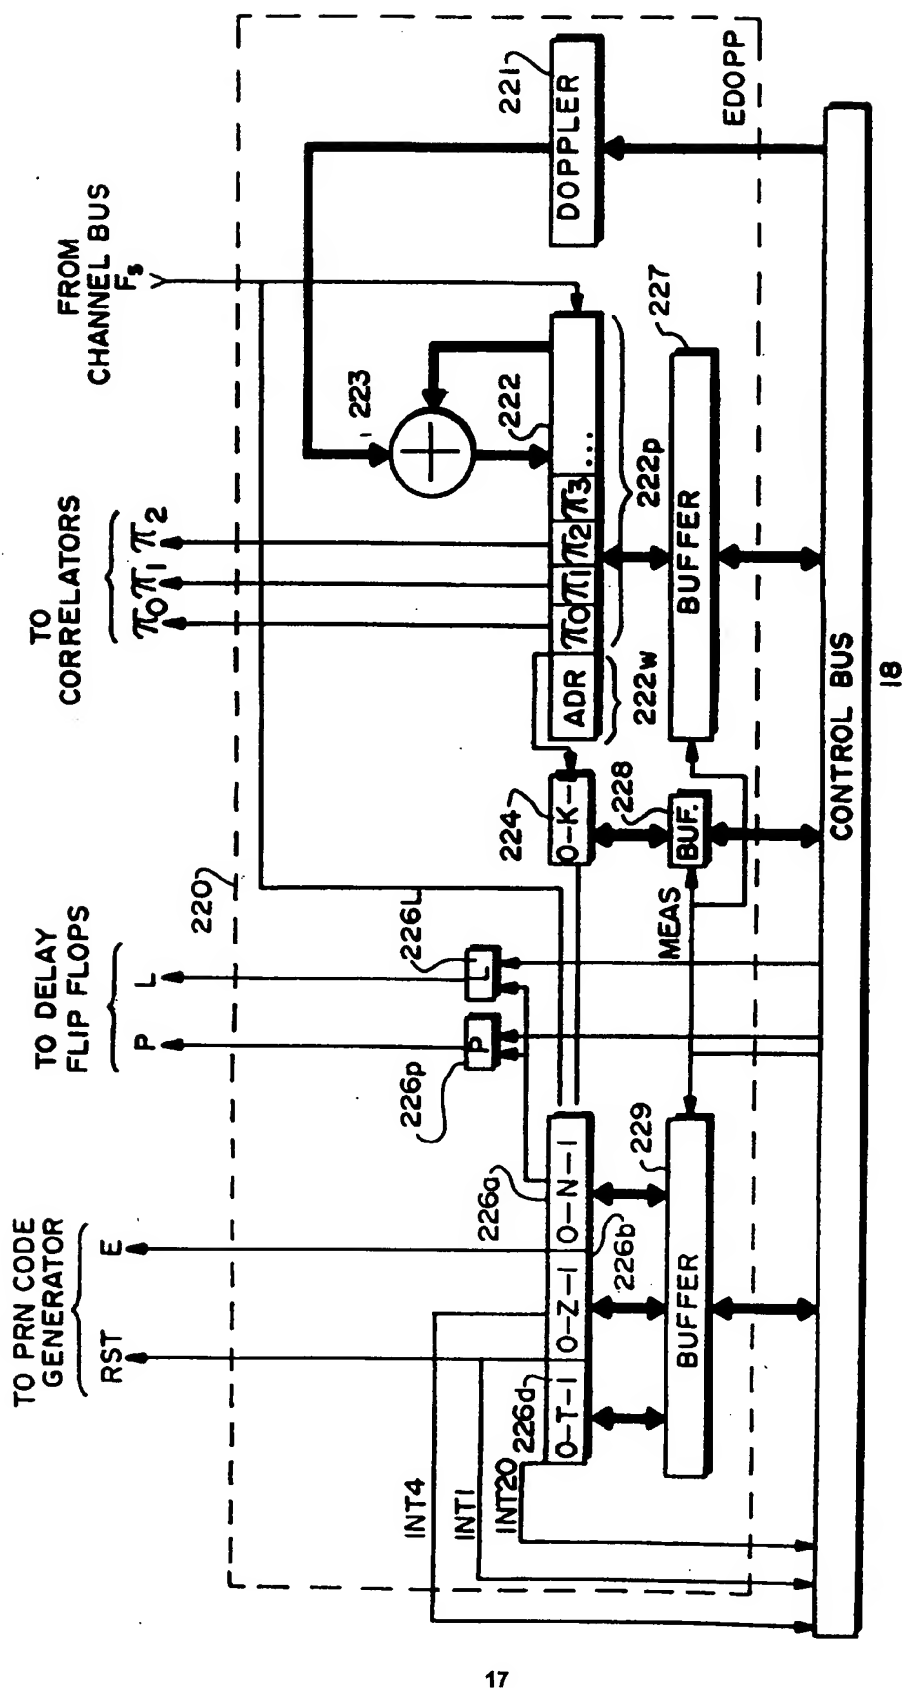 TO PRN CODE
GENERATOR
RST E
TO DELAY
FLIP FLOPS
P L
TO
CORRELATORS
π0 π1 π2
FROM
CHANNEL BUS
Fs
220
226p
226L
223
INT4
INT1
INT20
226d
226a
P
L
224
222
221
O-T-I
O-Z-I
O-N-I
O-K-I
ADR
π0
π1
π2
π3
...
DOPPLER
226b
229
228
222w
222p
227
MEAS
BUFFER
BUF.
BUFFER
EDOPP
CONTROL BUS
18
17